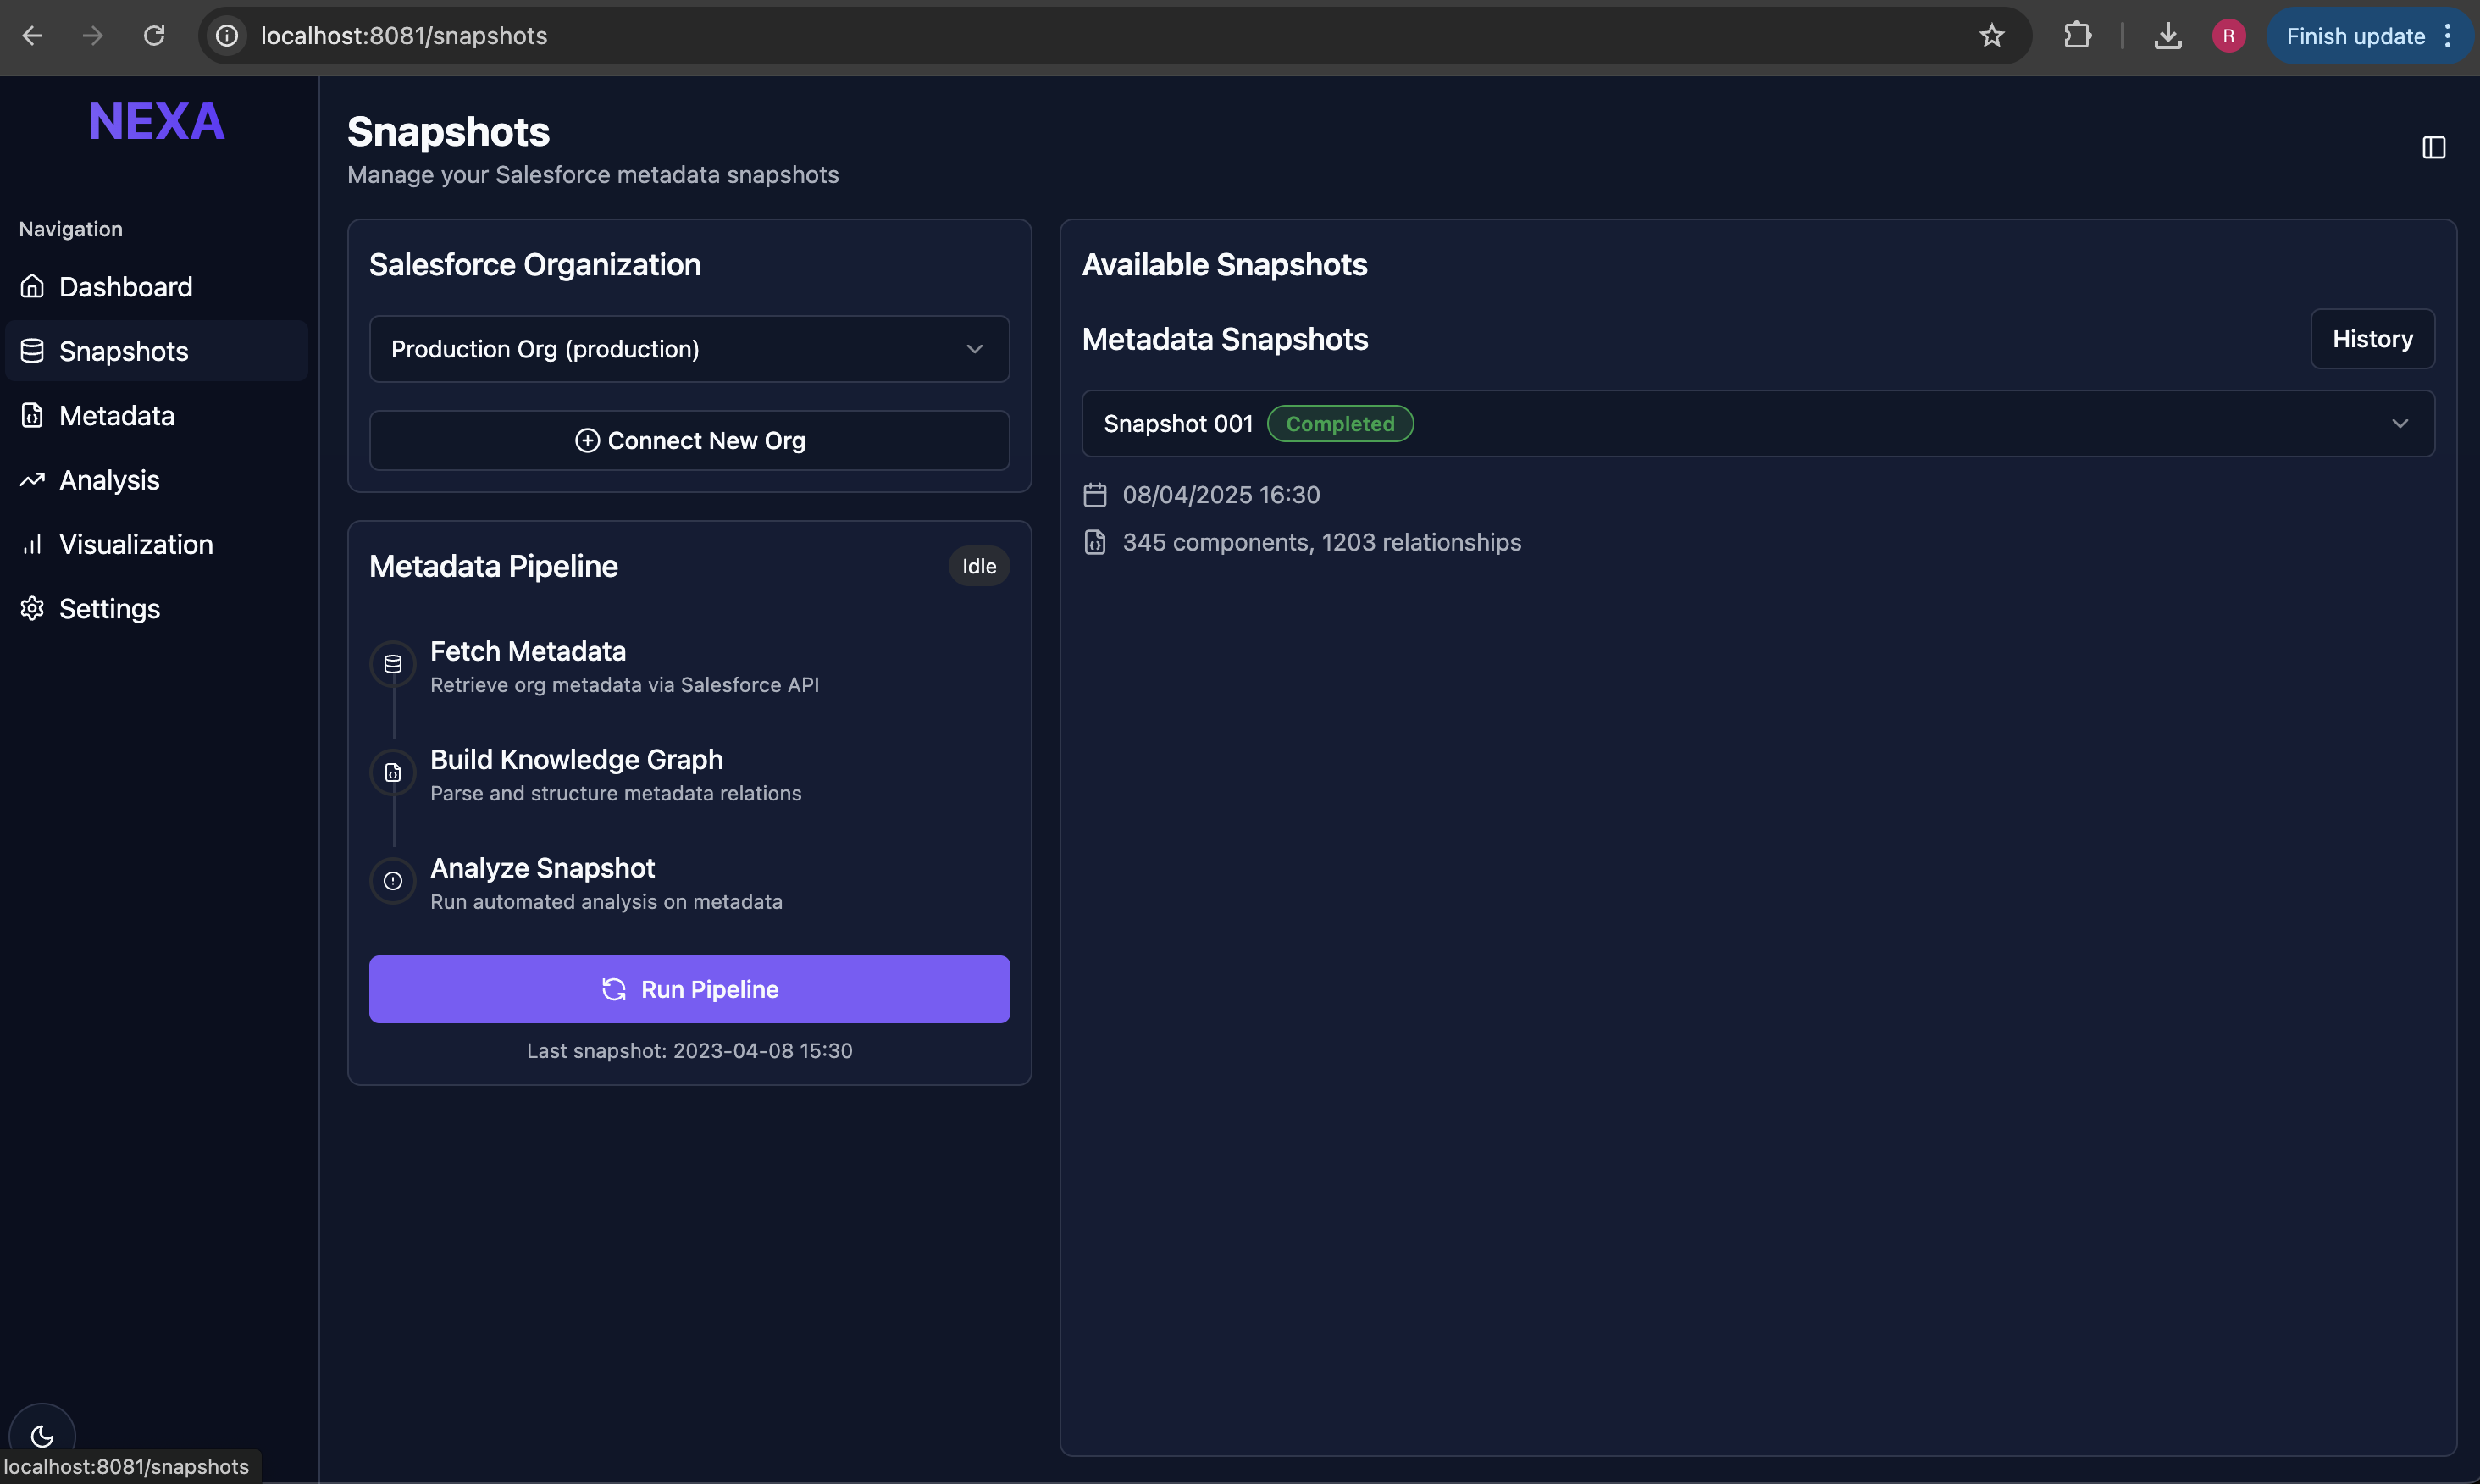 localhost:8081/snapshots
R
Finish update
NEXA
Navigation
Dashboard
Snapshots
Metadata
Analysis
Visualization
Settings
Snapshots
Manage your Salesforce metadata snapshots
Salesforce Organization
Production Org (production)
Connect New Org
Metadata Pipeline
Idle
Fetch Metadata
Retrieve org metadata via Salesforce API
Build Knowledge Graph
Parse and structure metadata relations
Analyze Snapshot
Run automated analysis on metadata
Run Pipeline
Last snapshot: 2023-04-08 15:30
Available Snapshots
Metadata Snapshots
History
Snapshot 001 Completed
08/04/2025 16:30
345 components, 1203 relationships
localhost:8081/snapshots